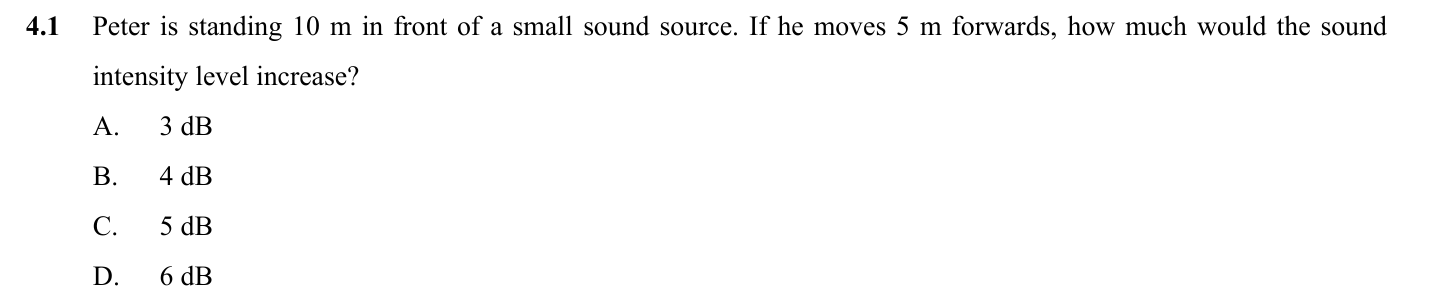 4.1 Peter is standing 10 m in front of a small sound source. If he moves 5 m forwards, how much would the sound
intensity level increase?
A. 3 dB
B. 4 dB
C. 5 dB
D. 6 dB